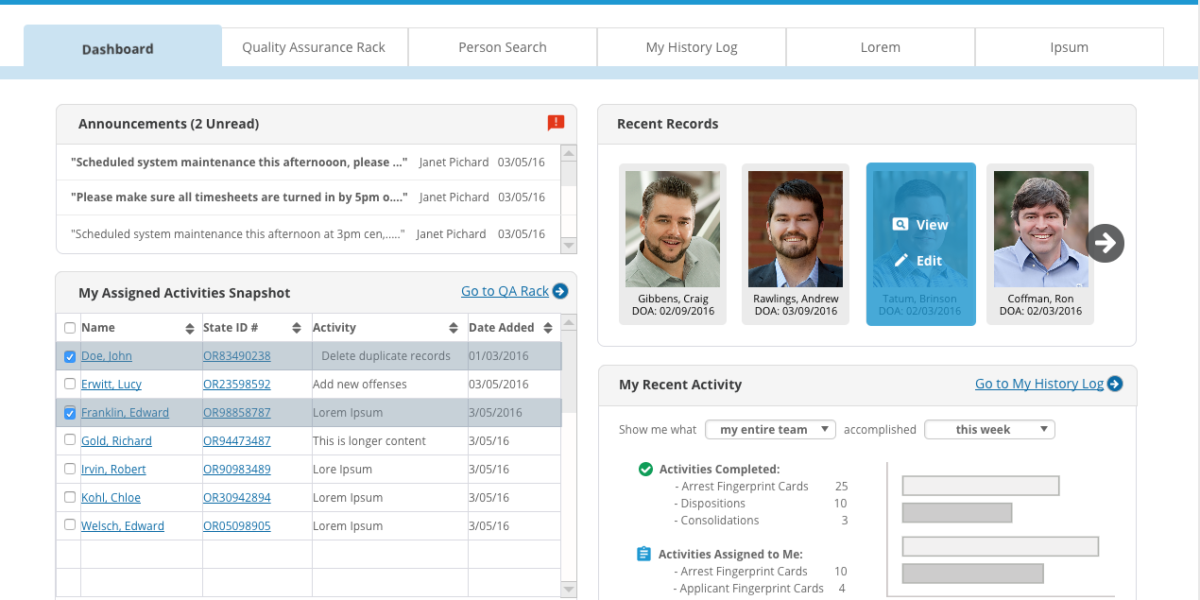 Dashboard
Quality Assurance Rack
Person Search
My History Log
Lorem
Ipsum
Announcements (2 Unread)
"Scheduled system maintenance this afternooon, please ..." Janet Pichard 03/05/16
"Please make sure all timesheets are turned in by 5pm o...." Janet Pichard 03/05/16
"Scheduled system maintenance this afternoon at 3pm cen,....." Janet Pichard 03/05/16
My Assigned Activities Snapshot
Go to QA Rack
Name State ID # Activity Date Added
Doe, John OR83490238 Delete duplicate records 01/03/2016
Erwitt, Lucy OR23598592 Add new offenses 03/05/2016
Franklin, Edward OR98858787 Lorem Ipsum 3/05/2016
Gold, Richard OR94473487 This is longer content 3/05/16
Irvin, Robert OR90983489 Lore Ipsum 3/05/16
Kohl, Chloe OR30942894 Lorem Ipsum 3/05/16
Welsch, Edward OR05098905 Lorem Ipsum 3/05/16
Recent Records
Gibbens, Craig
DOA: 02/09/2016
Rawlings, Andrew
DOA: 03/09/2016
View
Edit
Tatum, Brinson
DOA: 02/03/2016
Coffman, Ron
DOA: 02/03/2016
My Recent Activity
Go to My History Log
Show me what my entire team accomplished this week
Activities Completed:
- Arrest Fingerprint Cards 25
- Dispositions 10
- Consolidations 3
Activities Assigned to Me:
- Arrest Fingerprint Cards 10
- Applicant Fingerprint Cards 4